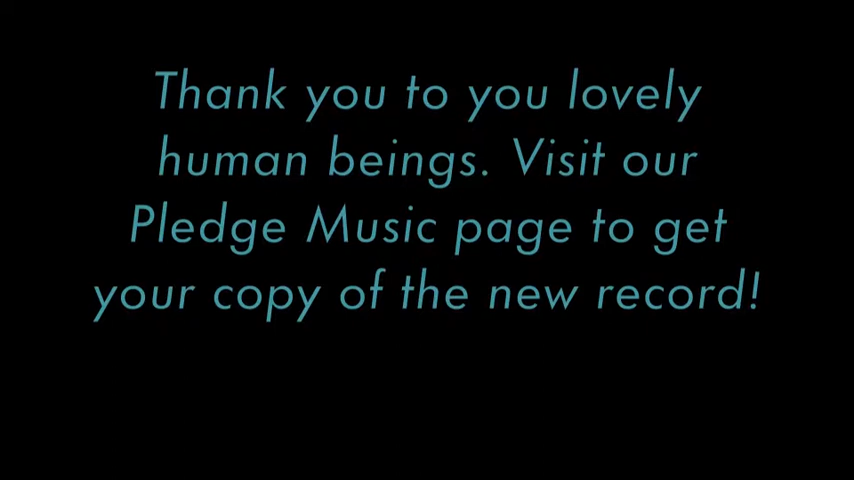 Thank you to you lovely
human beings. Visit our
Pledge Music page to get
your copy of the new record!